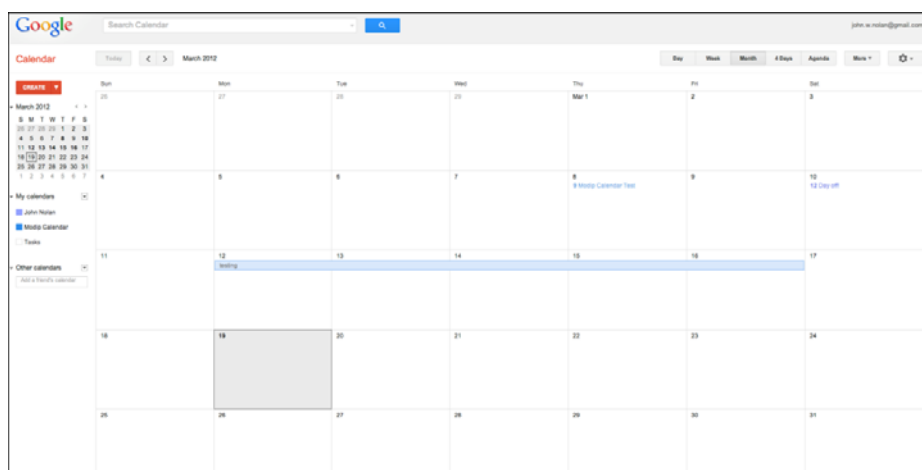 Google
Search Calendar
john.w.nolan@gmail.com
Calendar
Today
March 2012
Day Week Month 4 Days Agenda More
CREATE
March 2012
S M T W T F S
26 27 28 29 1 2 3
4 5 6 7 8 9 10
11 12 13 14 15 16 17
18 19 20 21 22 23 24
25 26 27 28 29 30 31
1 2 3 4 5 6 7
My calendars
John Nolan
Modip Calendar
Tasks
Other calendars
Add a friend's calendar
Sun Mon Tue Wed Thu Fri Sat
26 27 28 29 Mar 1 2 3
4 5 6 7 8 9 10
9 Modip Calendar Test
12 Day off
11 12 13 14 15 16 17
testing
18 19 20 21 22 23 24
25 26 27 28 29 30 31